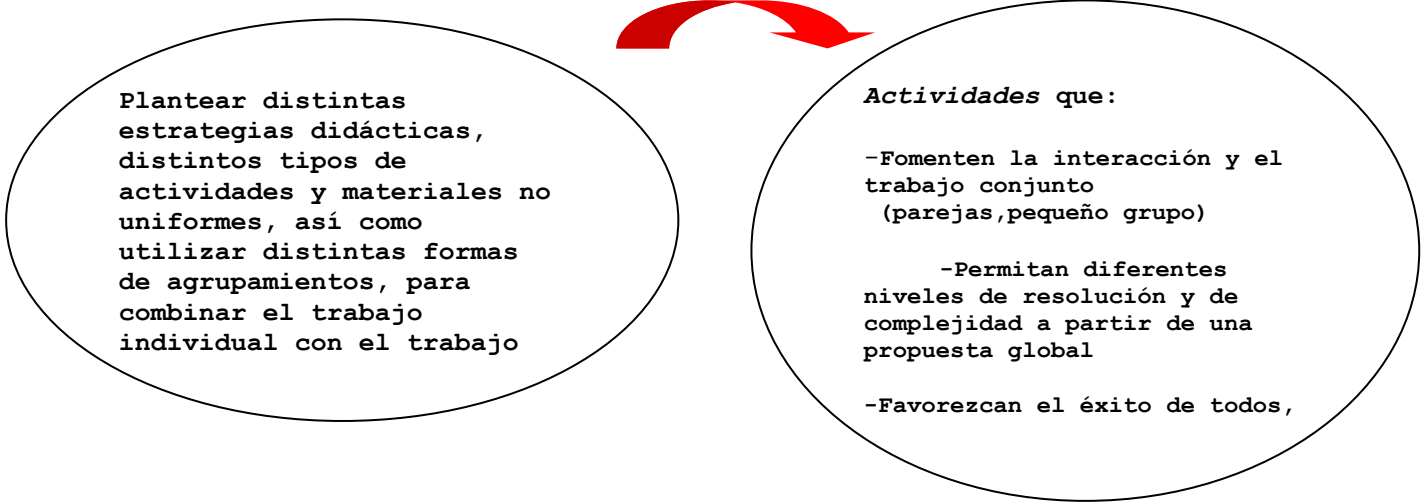 Plantear distintas
estrategias didácticas,
distintos tipos de
actividades y materiales no
uniformes, así como
utilizar distintas formas
de agrupamientos, para
combinar el trabajo
individual con el trabajo
Actividades que:
-Fomenten la interacción y el
trabajo conjunto
(parejas,pequeño grupo)
-Permitan diferentes
niveles de resolución y de
complejidad a partir de una
propuesta global
-Favorezcan el éxito de todos,